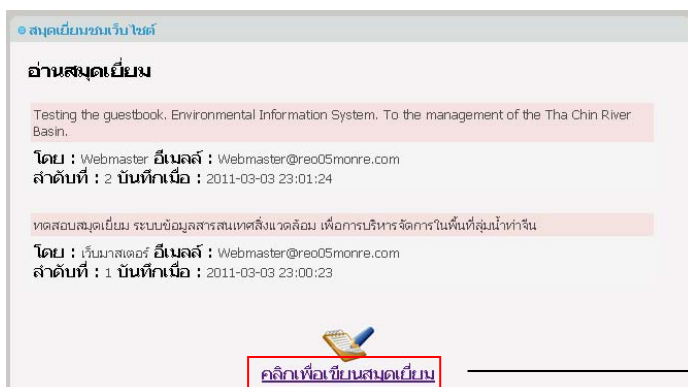 สมุดเยี่ยมชมเว็บไซต์
อ่านสมุดเยี่ยม
Testing the guestbook. Environmental Information System. To the management of the Tha Chin River
Basin.
โดย : Webmaster อีเมลล์ : Webmaster@reo05monre.com
ลำดับที่ : 2 บันทึกเมื่อ : 2011-03-03 23:01:24
ทดสอบสมุดเยี่ยม ระบบข้อมูลสารสนเทศสิ่งแวดล้อม เพื่อการบริหารจัดการในพื้นที่ลุ่มน้ำท่าจีน
โดย : เว็บมาสเตอร์ อีเมลล์ : Webmaster@reo05monre.com
ลำดับที่ : 1 บันทึกเมื่อ : 2011-03-03 23:00:23
คลิกเพื่อเขียนสมุดเยี่ยม